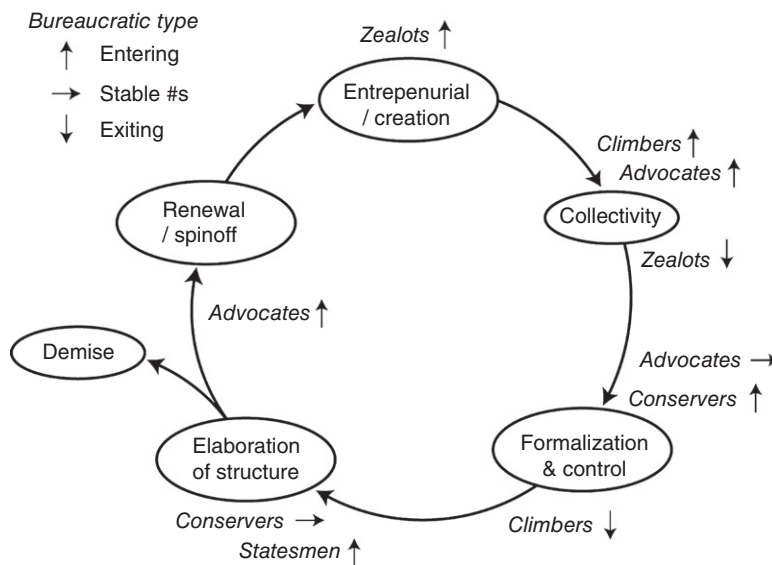 Bureaucratic type
↑ Entering
→ Stable #s
↓ Exiting
Zealots ↑
Entrepenurial
/ creation
Climbers ↑
Advocates ↑
Collectivity
Zealots ↓
Advocates →
Conservers ↑
Formalization
& control
Climbers ↓
Elaboration
of structure
Conservers →
Statesmen ↑
Demise
Advocates ↑
Renewal
/ spinoff